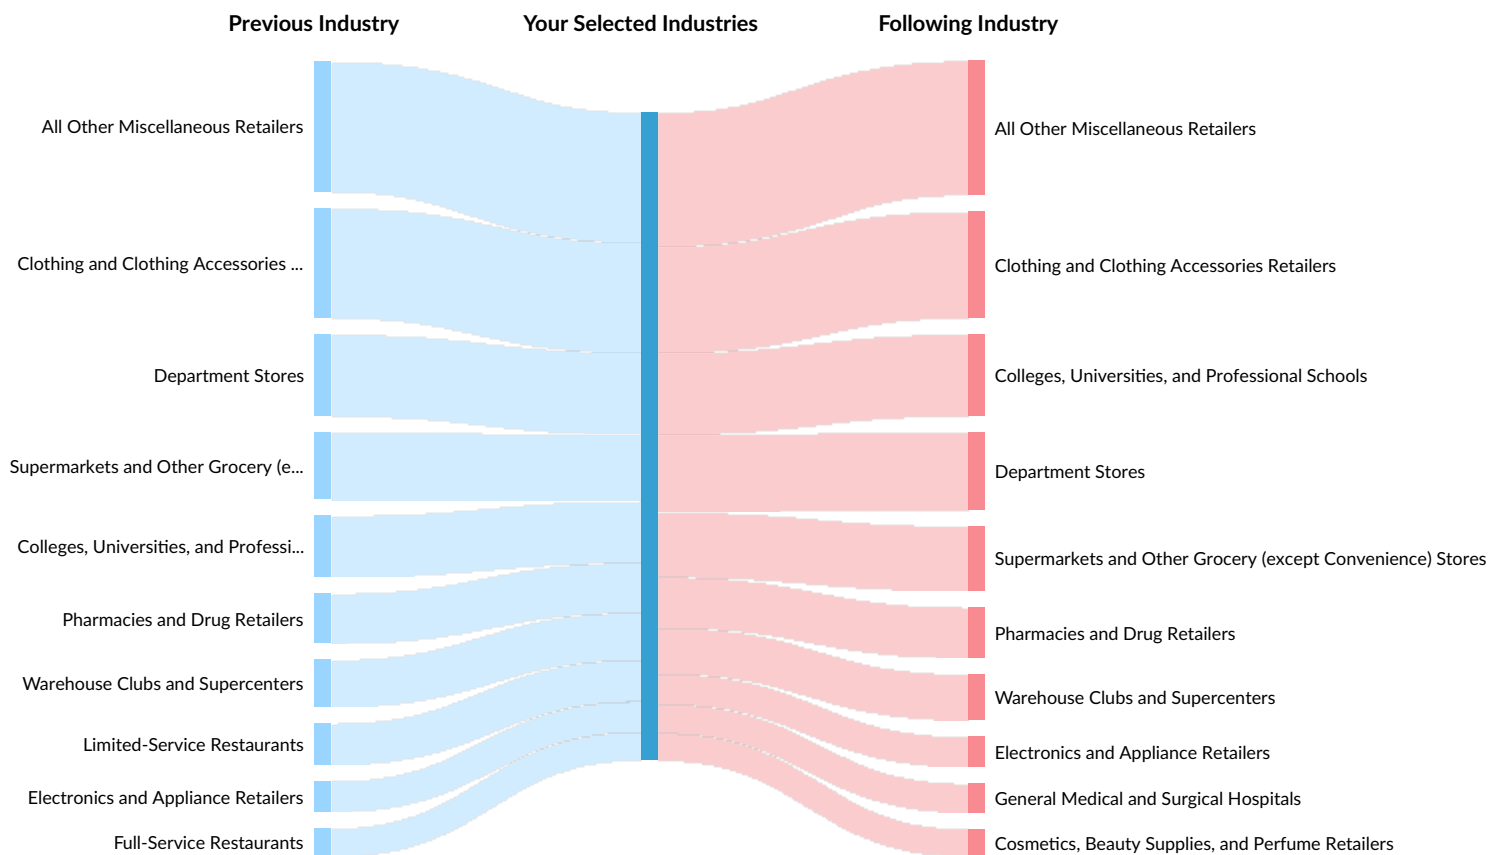 Previous Industry
Your Selected Industries
Following Industry
All Other Miscellaneous Retailers
Clothing and Clothing Accessories ...
Department Stores
Supermarkets and Other Grocery (e...
Colleges, Universities, and Professi...
Pharmacies and Drug Retailers
Warehouse Clubs and Supercenters
Limited-Service Restaurants
Electronics and Appliance Retailers
Full-Service Restaurants
All Other Miscellaneous Retailers
Clothing and Clothing Accessories Retailers
Colleges, Universities, and Professional Schools
Department Stores
Supermarkets and Other Grocery (except Convenience) Stores
Pharmacies and Drug Retailers
Warehouse Clubs and Supercenters
Electronics and Appliance Retailers
General Medical and Surgical Hospitals
Cosmetics, Beauty Supplies, and Perfume Retailers